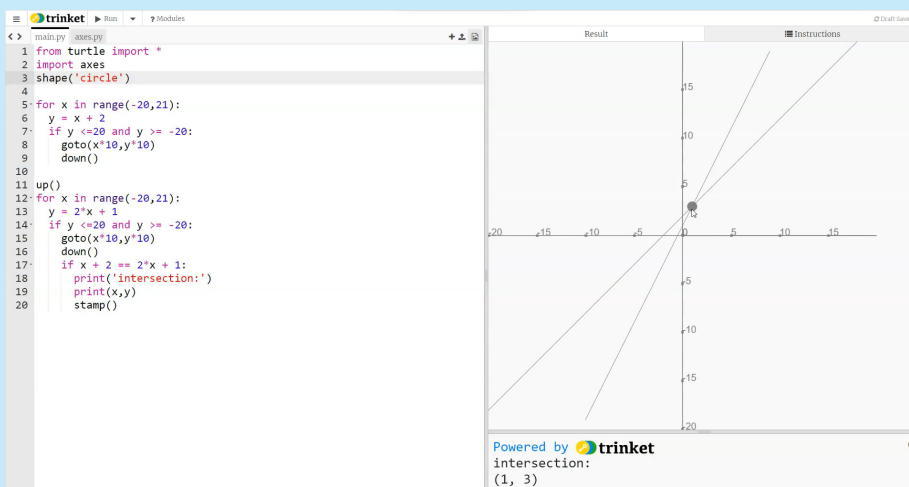 trinket ▶ Run ? Modules Draft Save
main.py axes.py
Result Instructions
1 from turtle import *
2 import axes
3 shape('circle')
4
5 for x in range(-20,21):
6 y = x + 2
7 if y <=20 and y >= -20:
8 goto(x*10,y*10)
9 down()
10
11 up()
12 for x in range(-20,21):
13 y = 2*x + 1
14 if y <=20 and y >= -20:
15 goto(x*10,y*10)
16 down()
17 if x + 2 == 2*x + 1:
18 print('intersection:')
19 print(x,y)
20 stamp()
15
10
5
-20 -15 -10 -5 0 5 10 15
-5
-10
-15
-20
Powered by trinket
intersection:
(1, 3)